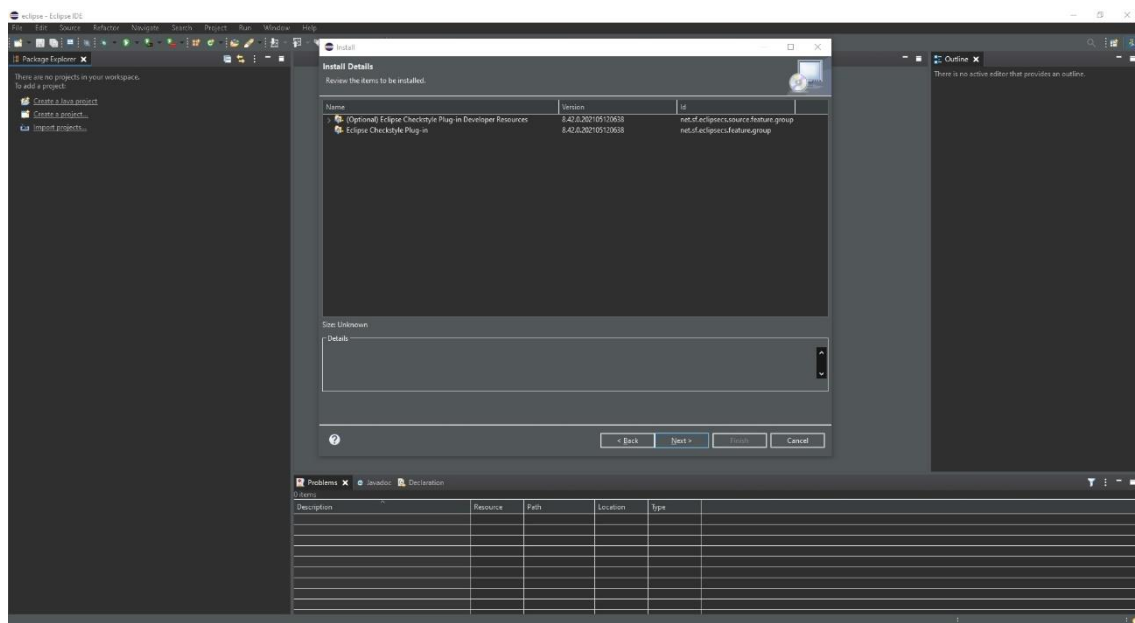 eclipse - Eclipse IDE
File Edit Source Refactor Navigate Search Project Run Window Help
Package Explorer
There are no projects in your workspace.
To add a project:
Create a Java project
Create a project...
Import projects...
Install
Install Details
Review the items to be installed.
Name Version Id
(Optional) Eclipse Checkstyle Plug-in Developer Resources 8.42.0.202105120638 net.sf.eclipsecs.source.feature.group
Eclipse Checkstyle Plug-in 8.42.0.202105120638 net.sf.eclipsecs.feature.group
Size: Unknown
Details
< Back Next > Finish Cancel
Outline
There is no active editor that provides an outline.
Problems Javadoc Declaration
0 items
Description Resource Path Location Type